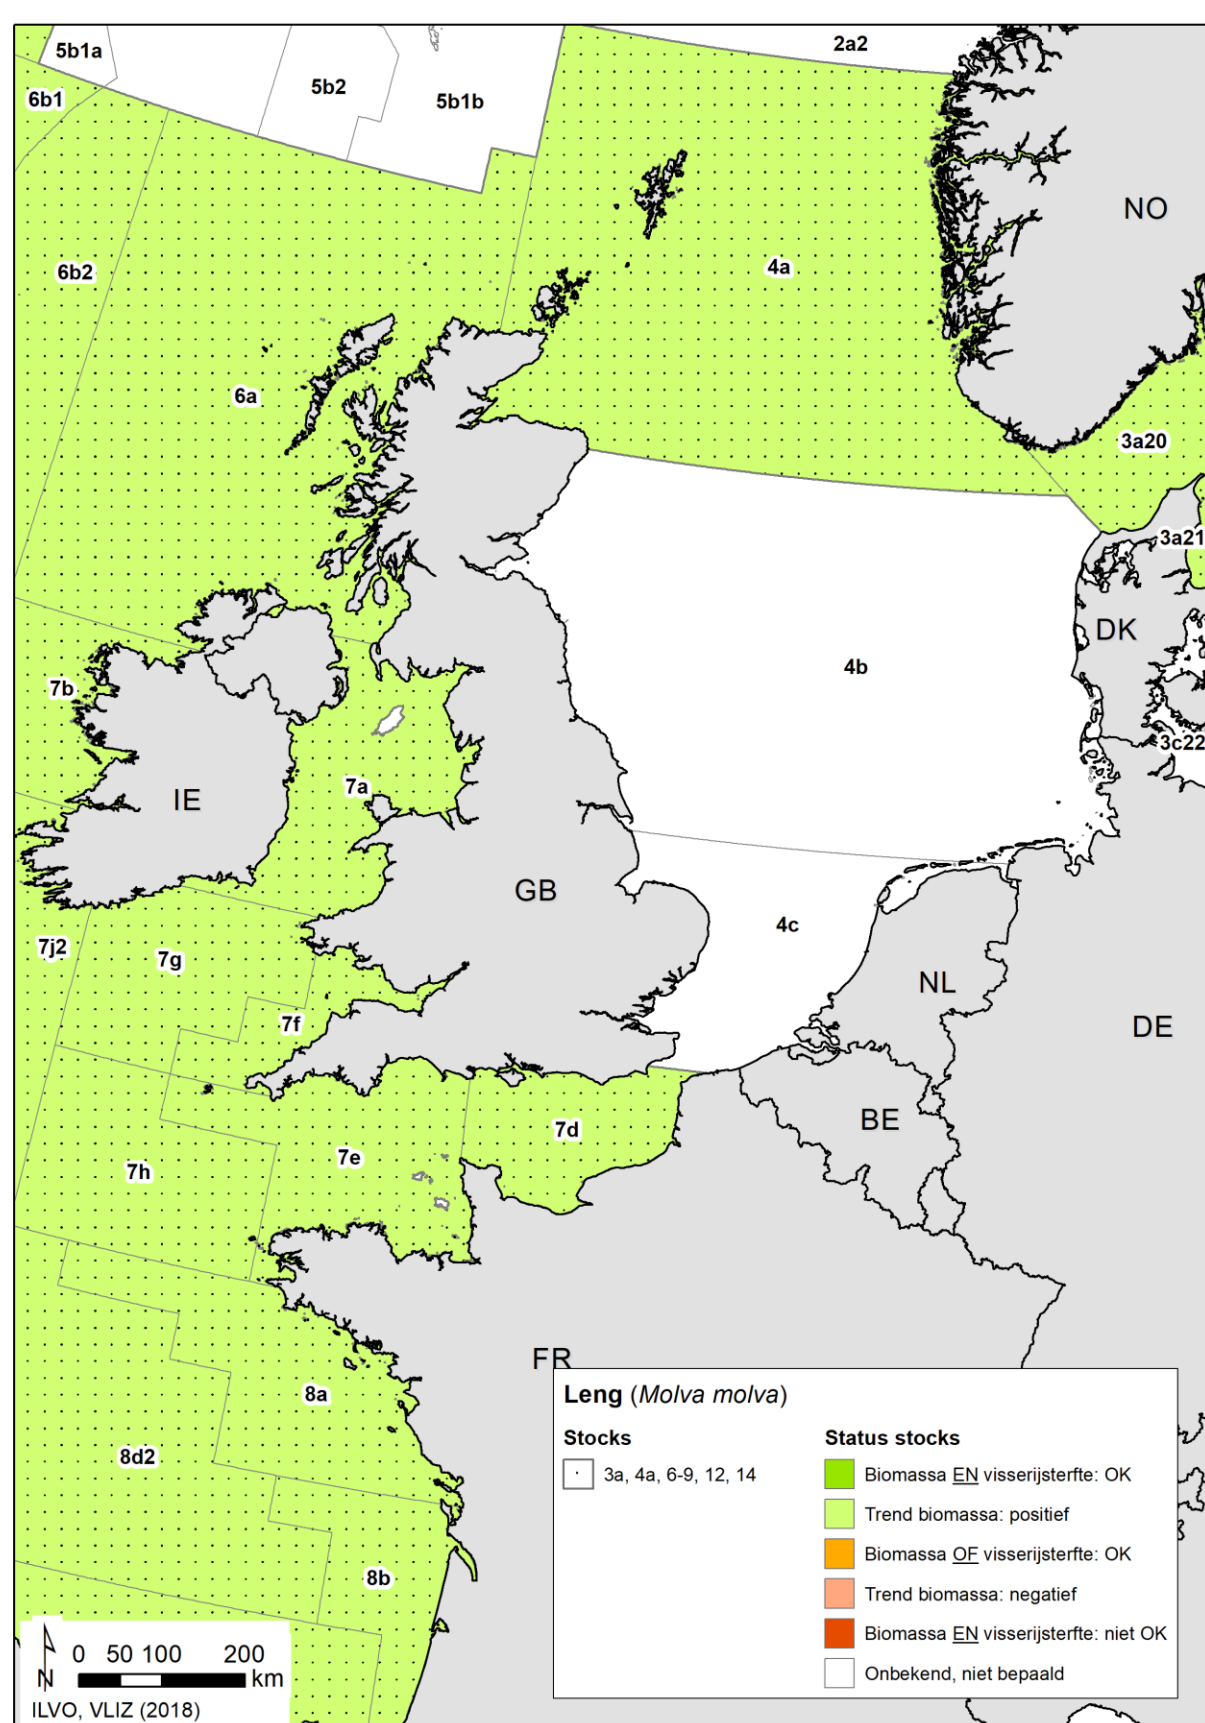 2a2
5b1a
5b2
5b1b
6b1
NO
6b2
4a
6a
3a20
3a21
DK
4b
7b
3c22
7a
IE
GB
4c
7j2
7g
NL
7f
DE
BE
7d
7e
7h
FR
8a
8d2
8b
Leng (Molva molva)
Stocks
3a, 4a, 6-9, 12, 14
Status stocks
Biomassa EN visserijsterfte: OK
Trend biomassa: positief
Biomassa OF visserijsterfte: OK
Trend biomassa: negatief
Biomassa EN visserijsterfte: niet OK
Onbekend, niet bepaald
N
0 50 100 200
km
ILVO, VLIZ (2018)